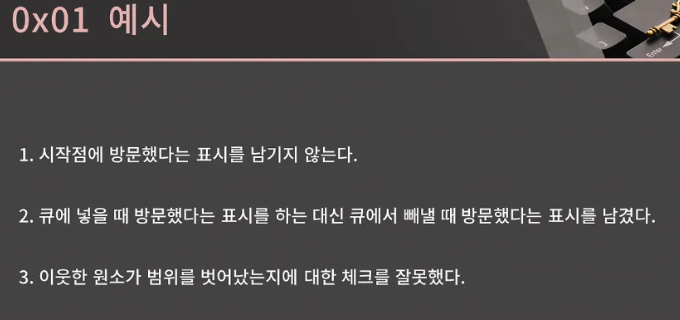 0x01 예시
Enter
1. 시작점에 방문했다는 표시를 남기지 않는다.
2. 큐에 넣을 때 방문했다는 표시를 하는 대신 큐에서 빼낼 때 방문했다는 표시를 남겼다.
3. 이웃한 원소가 범위를 벗어났는지에 대한 체크를 잘못했다.